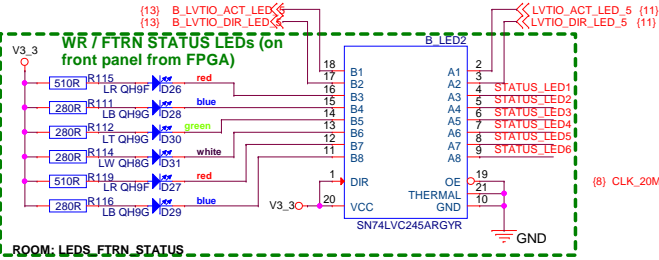 {13} B_LVTIO_ACT_LED
{13} B_LVTIO_DIR_LED
LVTIO_ACT_LED_5 {11}
LVTIO_DIR_LED_5 {11}
WR / FTRN STATUS LEDs (on
front panel from FPGA)
V3_3
B_LED2
510R R115 LR QH9F D26 red
280R R111 LB QH9G D28 blue
280R R112 LT QH9G D30 green
280R R114 LW QH8G D31 white
510R R119 LR QH9F D27 red
280R R116 LB QH9G D29 blue
18 B1 A1 2
17 B2 A2 3
16 B3 A3 4 STATUS_LED1
15 B4 A4 5 STATUS_LED2
14 B5 A5 6 STATUS_LED3
13 B6 A6 7 STATUS_LED4
12 B7 A7 8 STATUS_LED5
11 B8 A8 9 STATUS_LED6
1 DIR OE 19
THERMAL 21
V3_3 20 VCC GND 10
{8} CLK_20M
SN74LVC245ARGYR
GND
ROOM: LEDS_FTRN_STATUS